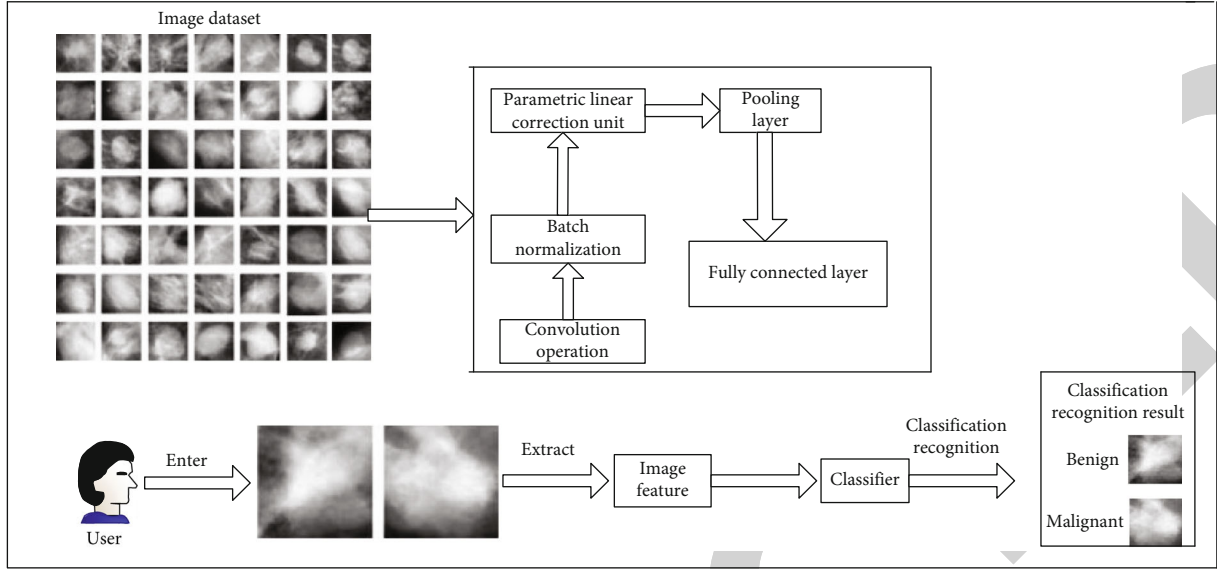 Image dataset
Parametric linear
correction unit
Pooling
layer
Batch
normalization
Fully connected layer
Convolution
operation
Enter
User
Extract
Image
feature
Classifier
Classification
recognition
Classification
recognition result
Benign
Malignant